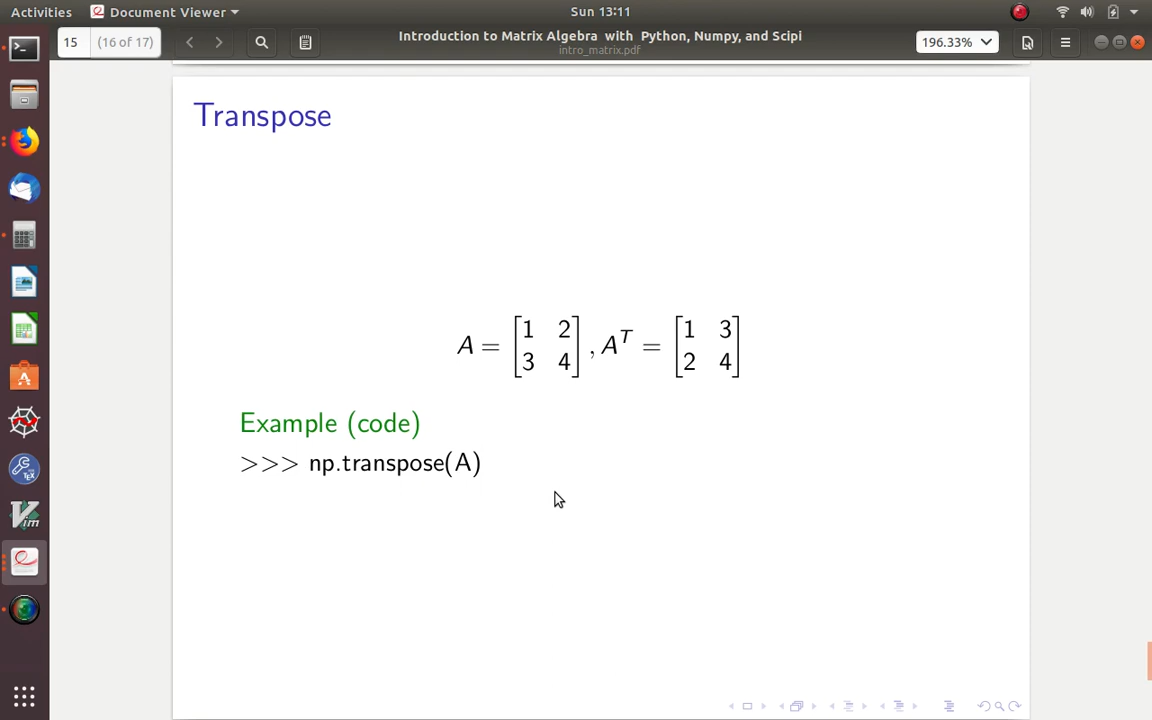 Activities Document Viewer Sun 13:11
15 (16 of 17) Introduction to Matrix Algebra with Python, Numpy, and Scipi 196.33%
intro_matrix.pdf
Transpose
A = [1 2; 3 4], A^T = [1 3; 2 4]
Example (code)
>>> np.transpose(A)